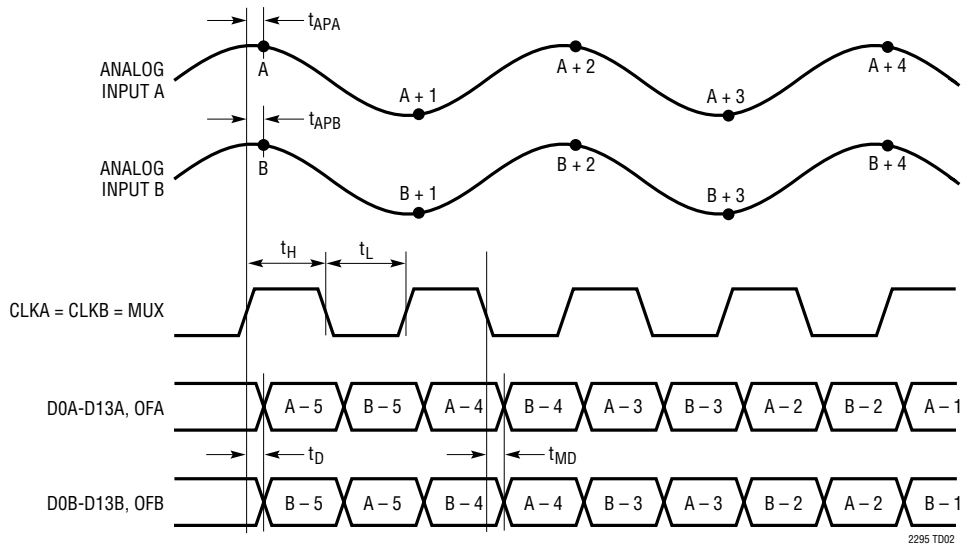 tAPA
ANALOG
INPUT A
A
A + 1
A + 2
A + 3
A + 4
tAPB
ANALOG
INPUT B
B
B + 1
B + 2
B + 3
B + 4
tH
tL
CLKA = CLKB = MUX
D0A-D13A, OFA
A – 5
B – 5
A – 4
B – 4
A – 3
B – 3
A – 2
B – 2
A – 1
tD
tMD
D0B-D13B, OFB
B – 5
A – 5
B – 4
A – 4
B – 3
A – 3
B – 2
A – 2
B – 1
2295 TD02